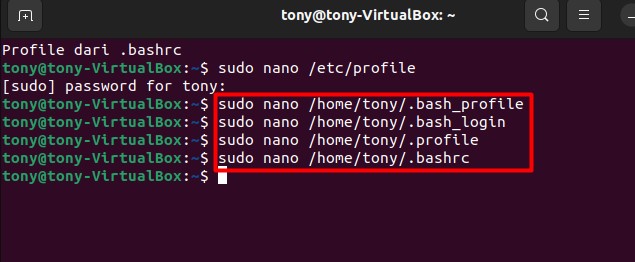 tony@tony-VirtualBox: ~
Profile dari .bashrc
tony@tony-VirtualBox:~$ sudo nano /etc/profile
[sudo] password for tony:
tony@tony-VirtualBox:~$ sudo nano /home/tony/.bash_profile
tony@tony-VirtualBox:~$ sudo nano /home/tony/.bash_login
tony@tony-VirtualBox:~$ sudo nano /home/tony/.profile
tony@tony-VirtualBox:~$ sudo nano /home/tony/.bashrc
tony@tony-VirtualBox:~$